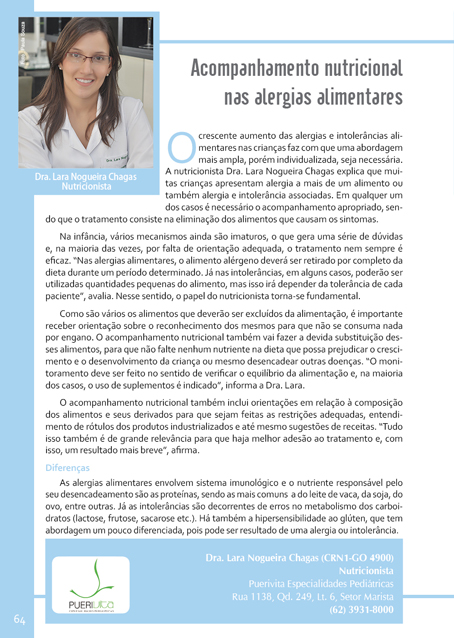 Acompanhamento nutricional
nas alergias alimentares
Dra. Lara Nogueira Chagas
Nutricionista
O crescente aumento das alergias e intolerâncias ali-
mentares nas crianças faz com que uma abordagem
mais ampla, porém individualizada, seja necessária.
A nutricionista Dra. Lara Nogueira Chagas explica que mui-
tas crianças apresentam alergia a mais de um alimento ou
também alergia e intolerância associadas. Em qualquer um
dos casos é necessário o acompanhamento apropriado, sen-
do que o tratamento consiste na eliminação dos alimentos que causam os sintomas.
Na infância, vários mecanismos ainda são imaturos, o que gera uma série de dúvidas
e, na maioria das vezes, por falta de orientação adequada, o tratamento nem sempre é
eficaz. “Nas alergias alimentares, o alimento alérgeno deverá ser retirado por completo da
dieta durante um período determinado. Já nas intolerâncias, em alguns casos, poderão ser
utilizadas quantidades pequenas do alimento, mas isso irá depender da tolerância de cada
paciente”, avalia. Nesse sentido, o papel do nutricionista torna-se fundamental.
Como são vários os alimentos que deverão ser excluídos da alimentação, é importante
receber orientação sobre o reconhecimento dos mesmos para que não se consuma nada
por engano. O acompanhamento nutricional também vai fazer a devida substituição des-
ses alimentos, para que não falte nenhum nutriente na dieta que possa prejudicar o cresci-
mento e o desenvolvimento da criança ou mesmo desencadear outras doenças. “O moni-
toramento deve ser feito no sentido de verificar o equilíbrio da alimentação e, na maioria
dos casos, o uso de suplementos é indicado”, informa a Dra. Lara.
O acompanhamento nutricional também inclui orientações em relação à composição
dos alimentos e seus derivados para que sejam feitas as restrições adequadas, entendi-
mento de rótulos dos produtos industrializados e até mesmo sugestões de receitas. “Tudo
isso também é de grande relevância para que haja melhor adesão ao tratamento e, com
isso, um resultado mais breve”, afirma.
Diferenças
As alergias alimentares envolvem sistema imunológico e o nutriente responsável pelo
seu desencadeamento são as proteínas, sendo as mais comuns a do leite de vaca, da soja, do
ovo, entre outras. Já as intolerâncias são decorrentes de erros no metabolismo dos carboi-
dratos (lactose, frutose, sacarose etc.). Há também a hipersensibilidade ao glúten, que tem
abordagem um pouco diferenciada, pois pode ser resultado de uma alergia ou intolerância.
Dra. Lara Nogueira Chagas (CRN1-GO 4900)
Nutricionista
Puerivita Especialidades Pediátricas
Rua 1138, Qd. 249, Lt. 6, Setor Marista
(62) 3931-8000
PUERIVITA
64